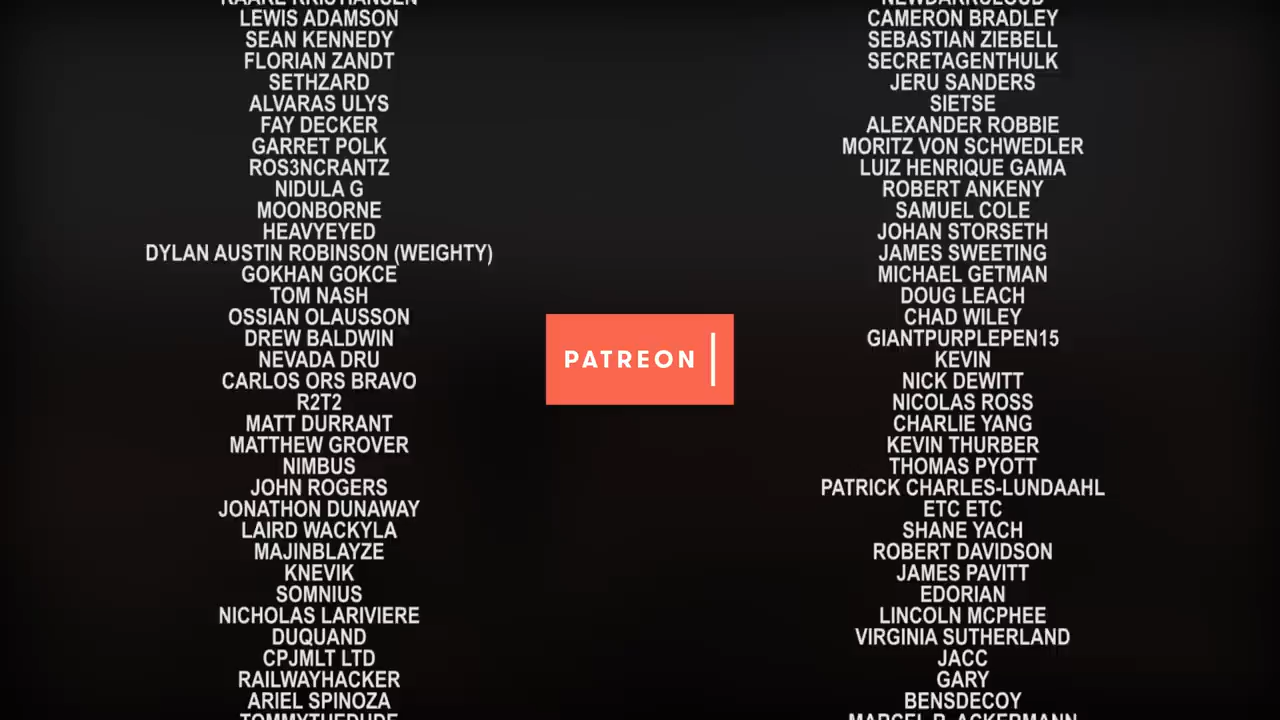 KAARE KRISTIANSEN
LEWIS ADAMSON
SEAN KENNEDY
FLORIAN ZANDT
SETHZARD
ALVARAS ULYS
FAY DECKER
GARRET POLK
ROS3NCRANTZ
NIDULA G
MOONBORNE
HEAVYEYED
DYLAN AUSTIN ROBINSON (WEIGHTY)
GOKHAN GOKCE
TOM NASH
OSSIAN OLAUSSON
DREW BALDWIN
NEVADA DRU
CARLOS ORS BRAVO
R2T2
MATT DURRANT
MATTHEW GROVER
NIMBUS
JOHN ROGERS
JONATHON DUNAWAY
LAIRD WACKYLA
MAJINBLAYZE
KNEVIK
SOMNIUS
NICHOLAS LARIVIERE
DUQUAND
CPJMLT LTD
RAILWAYHACKER
ARIEL SPINOZA
TOMMYTHEDUDE
PATREON
NEWDARKCLOUD
CAMERON BRADLEY
SEBASTIAN ZIEBELL
SECRETAGENTHULK
JERU SANDERS
SIETSE
ALEXANDER ROBBIE
MORITZ VON SCHWEDLER
LUIZ HENRIQUE GAMA
ROBERT ANKENY
SAMUEL COLE
JOHAN STORSETH
JAMES SWEETING
MICHAEL GETMAN
DOUG LEACH
CHAD WILEY
GIANTPURPLEPEN15
KEVIN
NICK DEWITT
NICOLAS ROSS
CHARLIE YANG
KEVIN THURBER
THOMAS PYOTT
PATRICK CHARLES-LUNDAAHL
ETC ETC
SHANE YACH
ROBERT DAVIDSON
JAMES PAVITT
EDORIAN
LINCOLN MCPHEE
VIRGINIA SUTHERLAND
JACC
GARY
BENSDECOY
MARCEL B. ACKERMANN